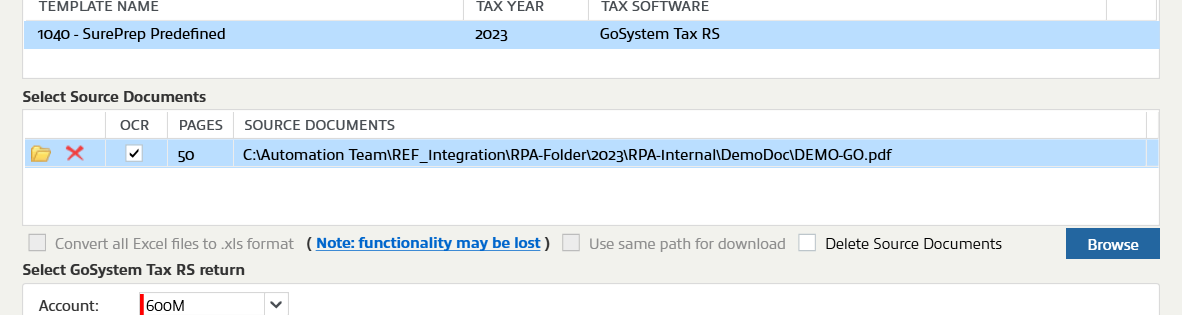 TEMPLATE NAME TAX YEAR TAX SOFTWARE
1040 - SurePrep Predefined 2023 GoSystem Tax RS
Select Source Documents
OCR PAGES SOURCE DOCUMENTS
50 C:\Automation Team\REF_Integration\RPA-Folder\2023\RPA-Internal\DemoDoc\DEMO-GO.pdf
Convert all Excel files to .xls format ( Note: functionality may be lost ) Use same path for download Delete Source Documents Browse
Select GoSystem Tax RS return
Account: 600M